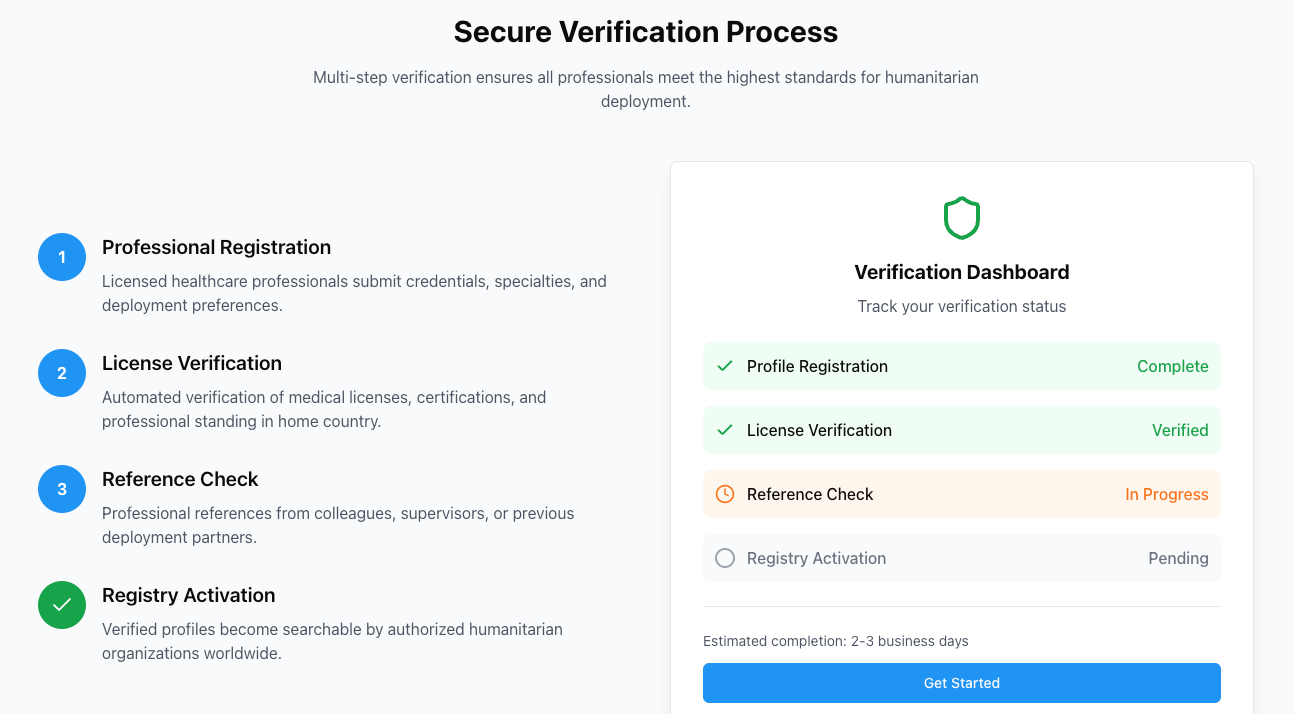 Secure Verification Process
Multi-step verification ensures all professionals meet the highest standards for humanitarian
deployment.
1
Professional Registration
Licensed healthcare professionals submit credentials, specialties, and
deployment preferences.
2
License Verification
Automated verification of medical licenses, certifications, and
professional standing in home country.
3
Reference Check
Professional references from colleagues, supervisors, or previous
deployment partners.
Registry Activation
Verified profiles become searchable by authorized humanitarian
organizations worldwide.
Verification Dashboard
Track your verification status
Profile Registration Complete
License Verification Verified
Reference Check In Progress
Registry Activation Pending
Estimated completion: 2-3 business days
Get Started